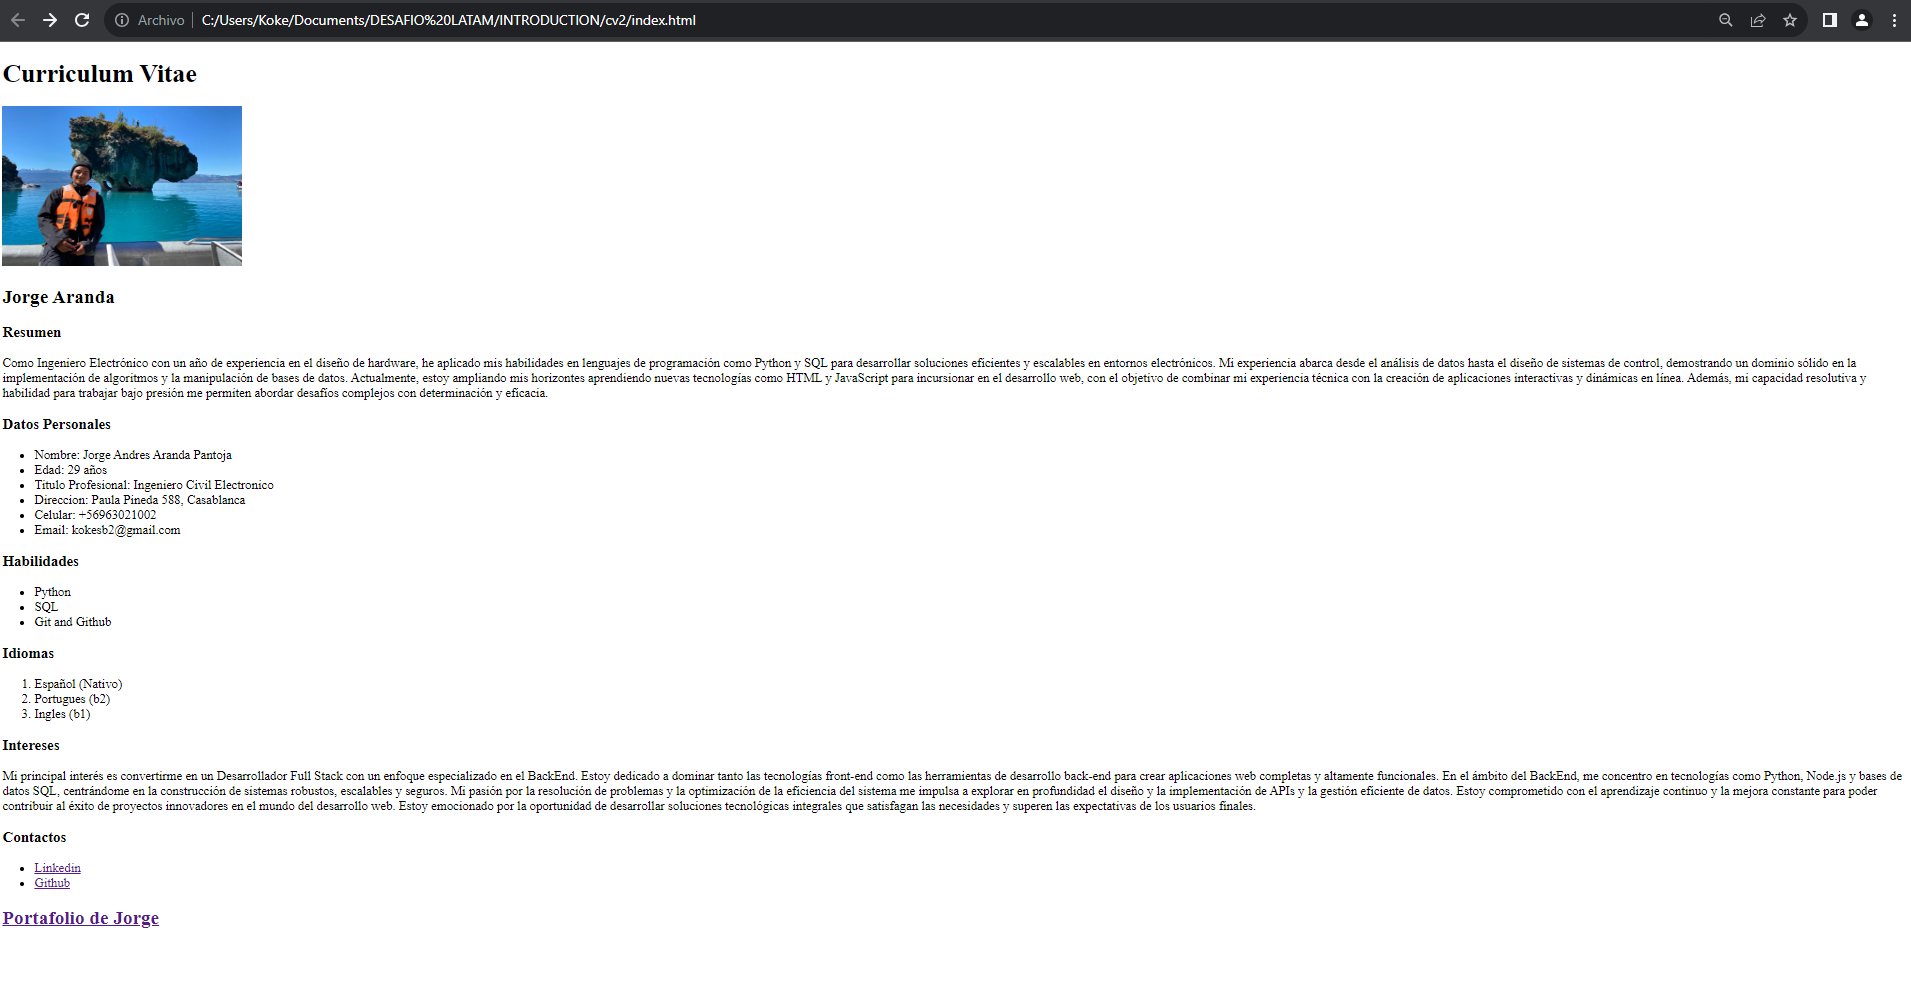 Archivo C:/Users/Koke/Documents/DESAFIO%20LATAM/INTRODUCTION/cv2/index.html
Curriculum Vitae
Jorge Aranda
Resumen
Como Ingeniero Electrónico con un año de experiencia en el diseño de hardware, he aplicado mis habilidades en lenguajes de programación como Python y SQL para desarrollar soluciones eficientes y escalables en entornos electrónicos. Mi experiencia abarca desde el análisis de datos hasta el diseño de sistemas de control, demostrando un dominio sólido en la
implementación de algoritmos y la manipulación de bases de datos. Actualmente, estoy ampliando mis horizontes aprendiendo nuevas tecnologías como HTML y JavaScript para incursionar en el desarrollo web, con el objetivo de combinar mi experiencia técnica con la creación de aplicaciones interactivas y dinámicas en línea. Además, mi capacidad resolutiva y
habilidad para trabajar bajo presión me permiten abordar desafíos complejos con determinación y eficacia.
Datos Personales
• Nombre: Jorge Andres Aranda Pantoja
• Edad: 29 años
• Titulo Profesional: Ingeniero Civil Electronico
• Direccion: Paula Pineda 588, Casablanca
• Celular: +56963021002
• Email: kokesb2@gmail.com
Habilidades
• Python
• SQL
• Git and Github
Idiomas
1. Español (Nativo)
2. Portugues (b2)
3. Ingles (b1)
Intereses
Mi principal interés es convertirme en un Desarrollador Full Stack con un enfoque especializado en el BackEnd. Estoy dedicado a dominar tanto las tecnologías front-end como las herramientas de desarrollo back-end para crear aplicaciones web completas y altamente funcionales. En el ámbito del BackEnd, me concentro en tecnologías como Python, Node.js y bases de
datos SQL, centrándome en la construcción de sistemas robustos, escalables y seguros. Mi pasión por la resolución de problemas y la optimización de la eficiencia del sistema me impulsa a explorar en profundidad el diseño y la implementación de APIs y la gestión eficiente de datos. Estoy comprometido con el aprendizaje continuo y la mejora constante para poder
contribuir al éxito de proyectos innovadores en el mundo del desarrollo web. Estoy emocionado por la oportunidad de desarrollar soluciones tecnológicas integrales que satisfagan las necesidades y superen las expectativas de los usuarios finales.
Contactos
• Linkedin
• Github
Portafolio de Jorge